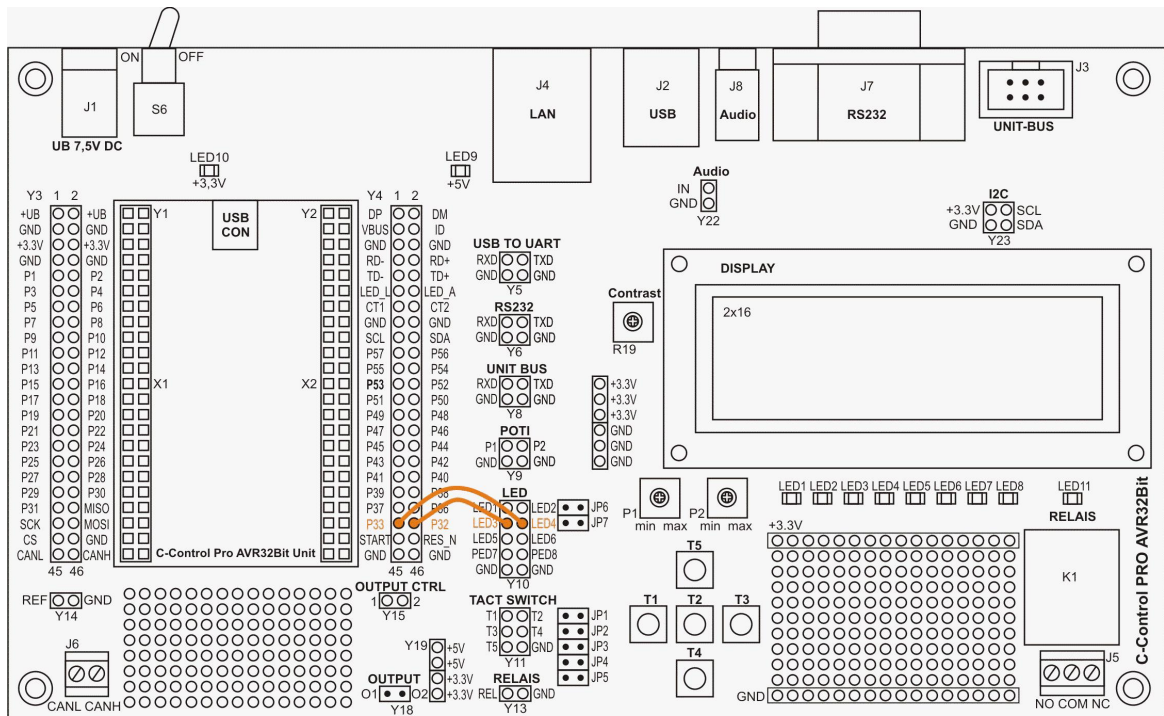 ON OFF
J1
S6
UB 7,5V DC
J4
LAN
J2
USB
J8
Audio
J7
RS232
J3
UNIT-BUS
LED10
+3,3V
LED9
+5V
Audio
IN
GND
Y22
I2C
+3.3V SCL
GND SDA
Y23
Y3 1 2
+UB +UB
GND GND
+3.3V +3.3V
GND GND
P1 P2
P3 P4
P5 P6
P7 P8
P9 P10
P11 P12
P13 P14
P15 P16
P17 P18
P19 P20
P21 P22
P23 P24
P25 P26
P27 P28
P29 P30
P31 MISO
SCK MOSI
CS GND
CANL CANH
45 46
Y1 Y2
USB
CON
X1 X2
C-Control Pro AVR32Bit Unit
Y4 1 2
DP DM
VBUS ID
GND GND
RD- RD+
TD- TD+
LED_L LED_A
CT1 CT2
GND GND
SCL SDA
P57 P56
P55 P54
P53 P52
P51 P50
P49 P48
P47 P46
P45 P44
P43 P42
P41 P40
P39 P38
P37 P36
P33 P32
START RES_N
GND GND
45 46
USB TO UART
RXD TXD
GND GND
Y5
RS232
RXD TXD
GND GND
Y6
UNIT BUS
RXD TXD
GND GND
Y8
POTI
P1 P2
GND GND
Y9
LED
LED1 LED2 JP6
LED3 LED4 JP7
LED5 LED6
PED7 PED8
GND GND
Y10
Contrast
R19
+3.3V
+3.3V
+3.3V
GND
GND
GND
DISPLAY
2x16
P1 P2
min max min max
LED1 LED2 LED3 LED4 LED5 LED6 LED7 LED8
LED11
RELAIS
+3.3V
GND
K1
J5
NO COM NC
C-Control PRO AVR32Bit
T5
T1 T2 T3
T4
REF GND
Y14
J6
CANL CANH
OUTPUT CTRL
1 2
Y15
TACT SWITCH
T1 T2 JP1
T3 T4 JP2
T5 GND JP3
Y11
JP4
JP5
Y19 +5V
+5V
+3.3V
+3.3V
OUTPUT
O1 O2
Y18
RELAIS
REL GND
Y13